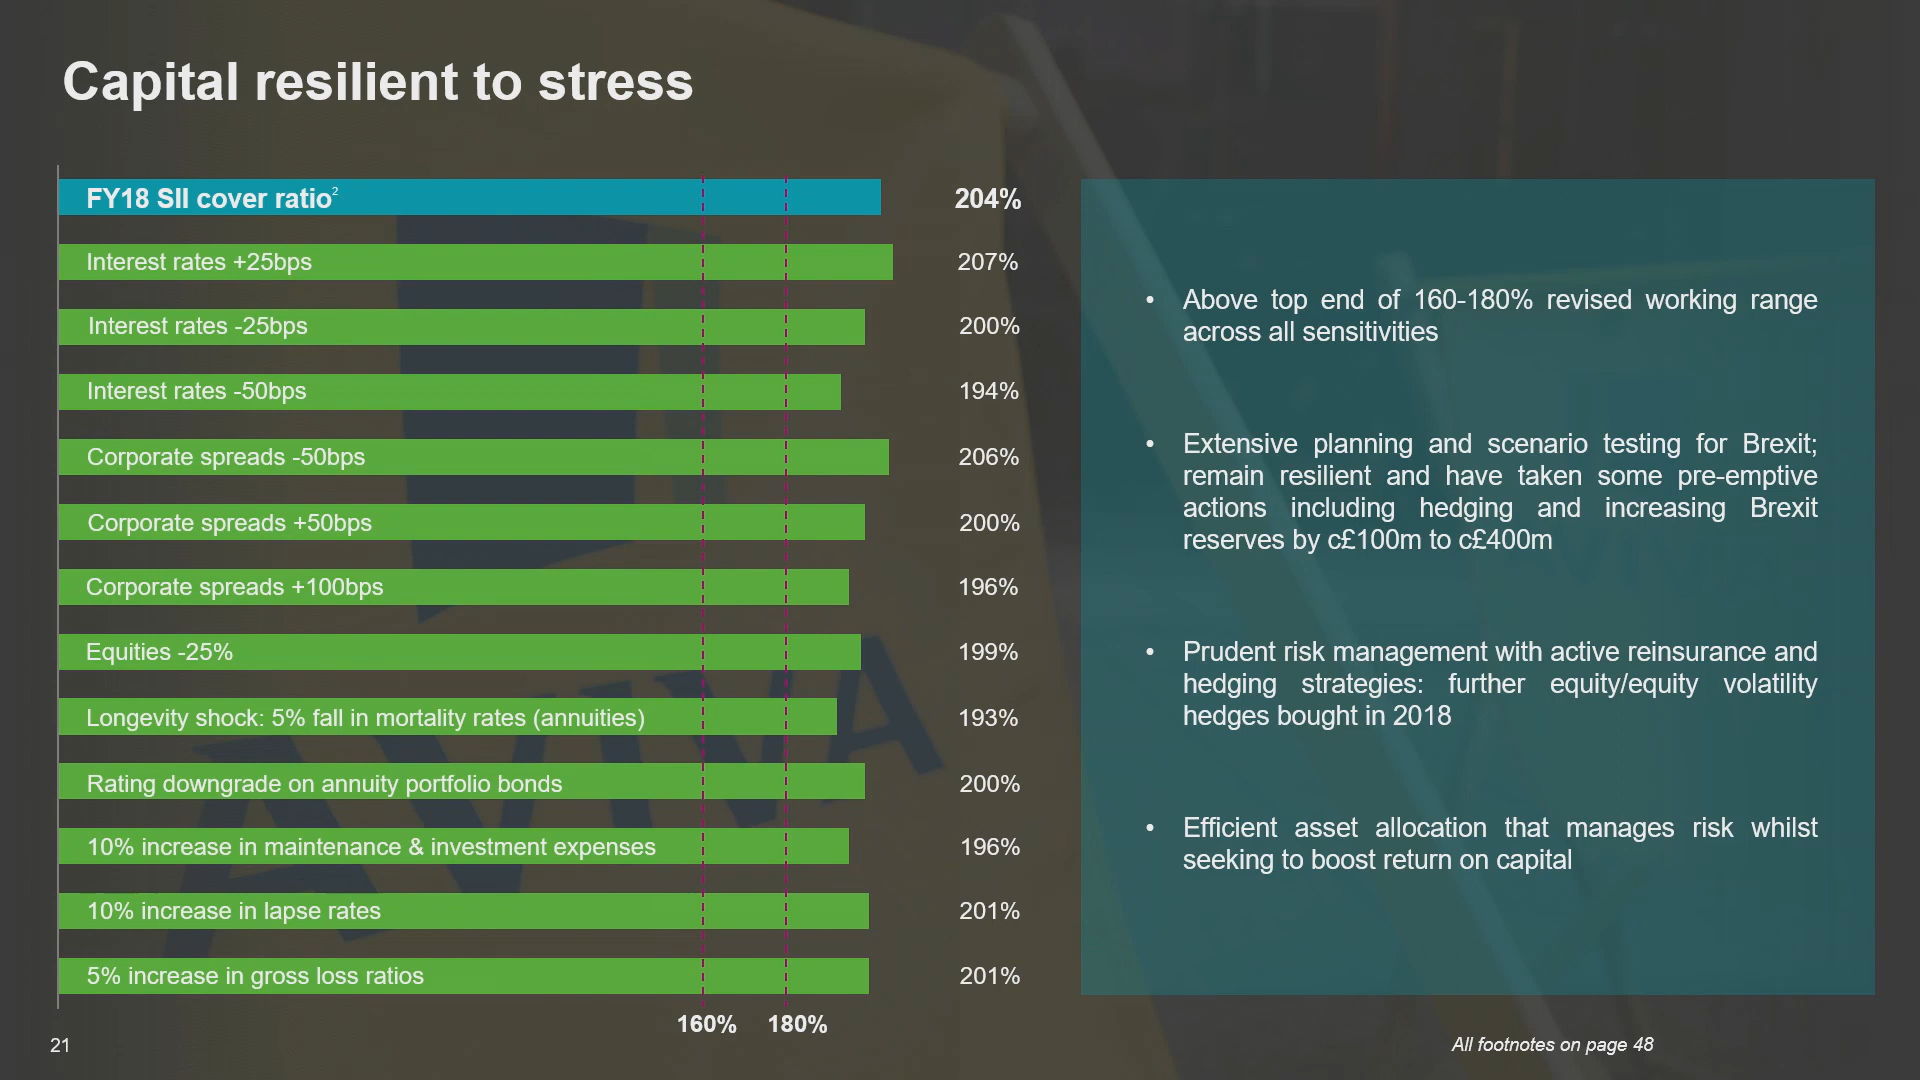 Capital resilient to stress
FY18 SII cover ratio2 204%
Interest rates +25bps 207%
Interest rates -25bps 200%
Interest rates -50bps 194%
Corporate spreads -50bps 206%
Corporate spreads +50bps 200%
Corporate spreads +100bps 196%
Equities -25% 199%
Longevity shock: 5% fall in mortality rates (annuities) 193%
Rating downgrade on annuity portfolio bonds 200%
10% increase in maintenance & investment expenses 196%
10% increase in lapse rates 201%
5% increase in gross loss ratios 201%
160% 180%
• Above top end of 160-180% revised working range
across all sensitivities
• Extensive planning and scenario testing for Brexit;
remain resilient and have taken some pre-emptive
actions including hedging and increasing Brexit
reserves by c£100m to c£400m
• Prudent risk management with active reinsurance and
hedging strategies: further equity/equity volatility
hedges bought in 2018
• Efficient asset allocation that manages risk whilst
seeking to boost return on capital
AVIVA
21
All footnotes on page 48